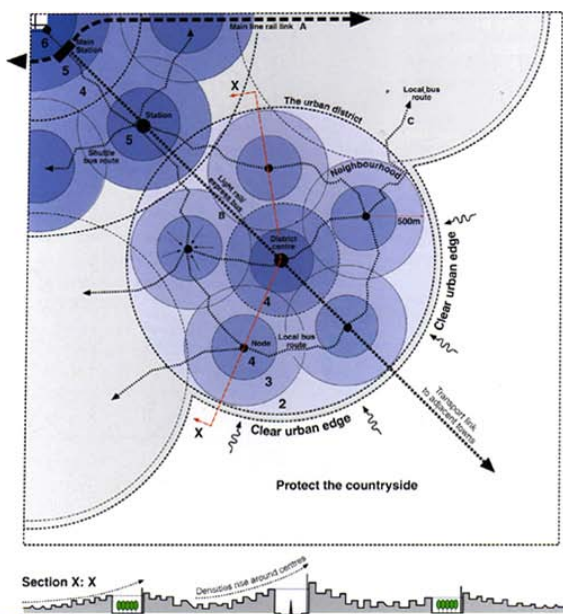 Main line rail link
A
6
Main
Station
5
4
Station
5
Shuttle
bus route
X
The urban district
Local bus
route
C
Neighbourhood
500m
Light rail/
express bus
B
District
centre
4
Clear urban edge
Local bus
route
Node
4
3
2
X
Clear urban edge
Transport link
to adjacent towns
Protect the countryside
Section X: X
Densities rise around centres